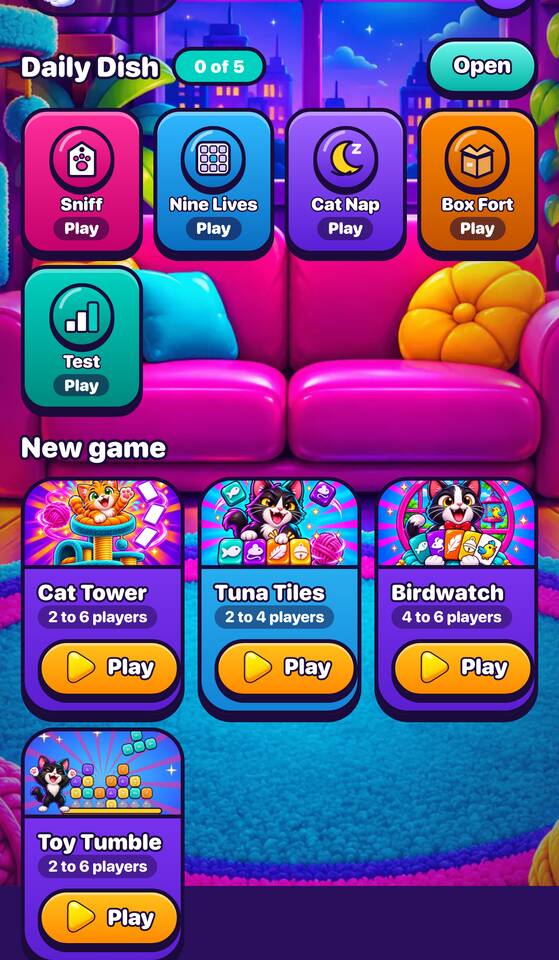 Daily Dish
0 of 5
Open
Sniff
Nine Lives
Cat Nap
Box Fort
Play
Play
Play
Play
Test
Play
New game
Cat Tower
Tuna Tiles
Birdwatch
2 to 6 players
2 to 4 players
4 to 6 players
Play
Play
Play
Toy Tumble
2 to 6 players
Play